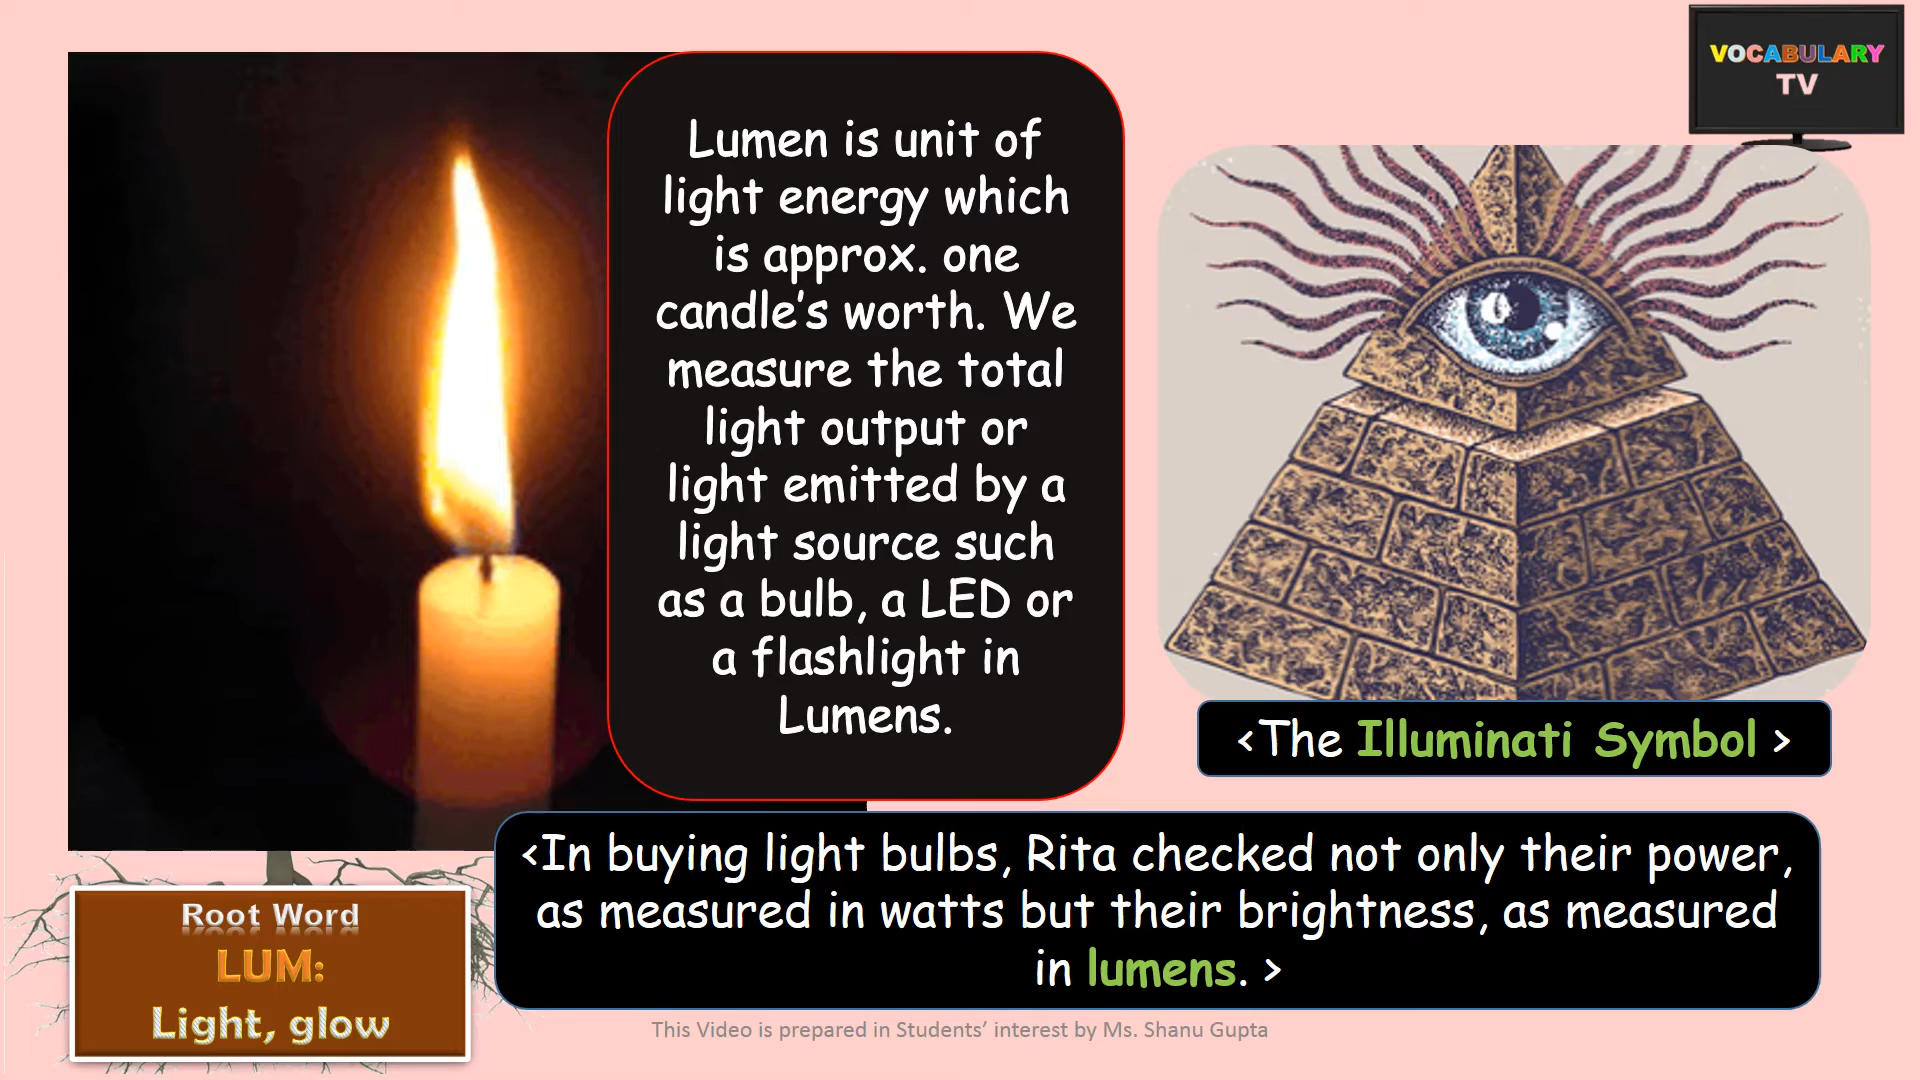 VOCABULARY
TV
Lumen is unit of
light energy which
is approx. one
candle's worth. We
measure the total
light output or
light emitted by a
light source such
as a bulb, a LED or
a flashlight in
Lumens.
<The Illuminati Symbol >
<In buying light bulbs, Rita checked not only their power,
as measured in watts but their brightness, as measured
in lumens. >
Root Word
LUM:
Light, glow
This Video is prepared in Students' interest by Ms. Shanu Gupta